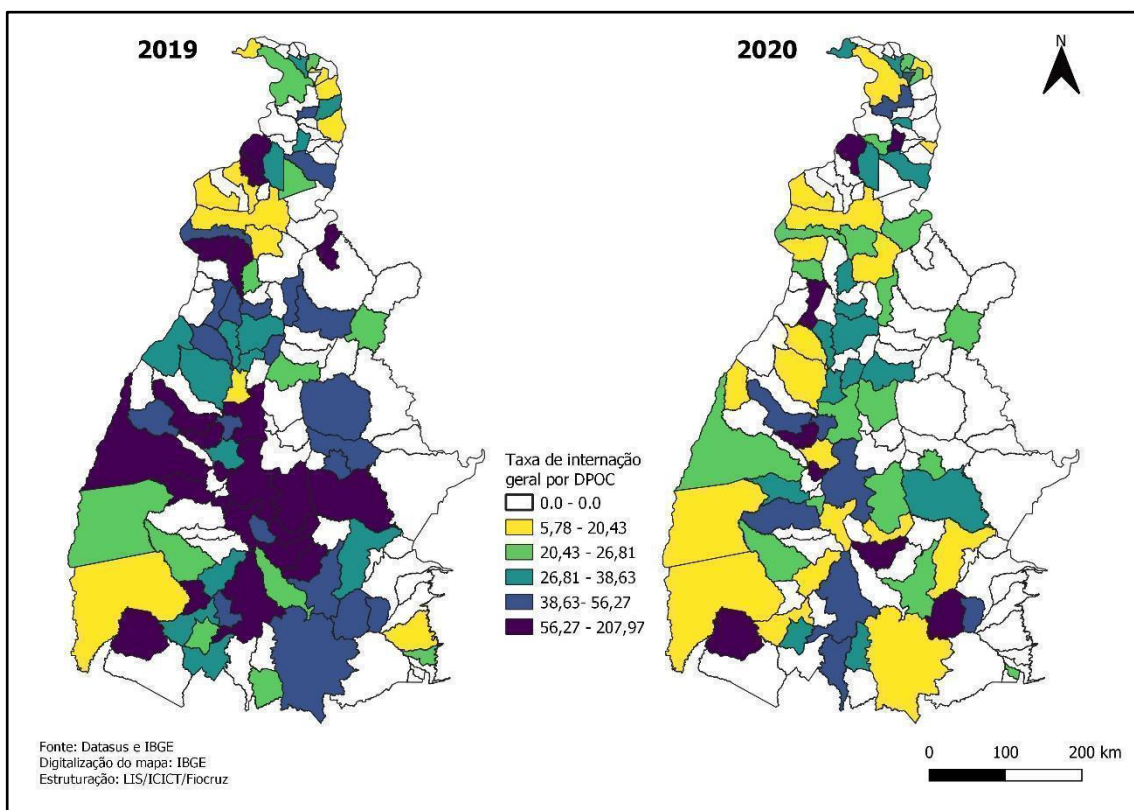 2019
2020
N
Taxa de internação
geral por DPOC
0.0 - 0.0
5,78 - 20,43
20,43 - 26,81
26,81 - 38,63
38,63- 56,27
56,27 - 207,97
Fonte: Datasus e IBGE
Digitalização do mapa: IBGE
Estruturação: LIS/ICICT/Fiocruz
0 100 200 km